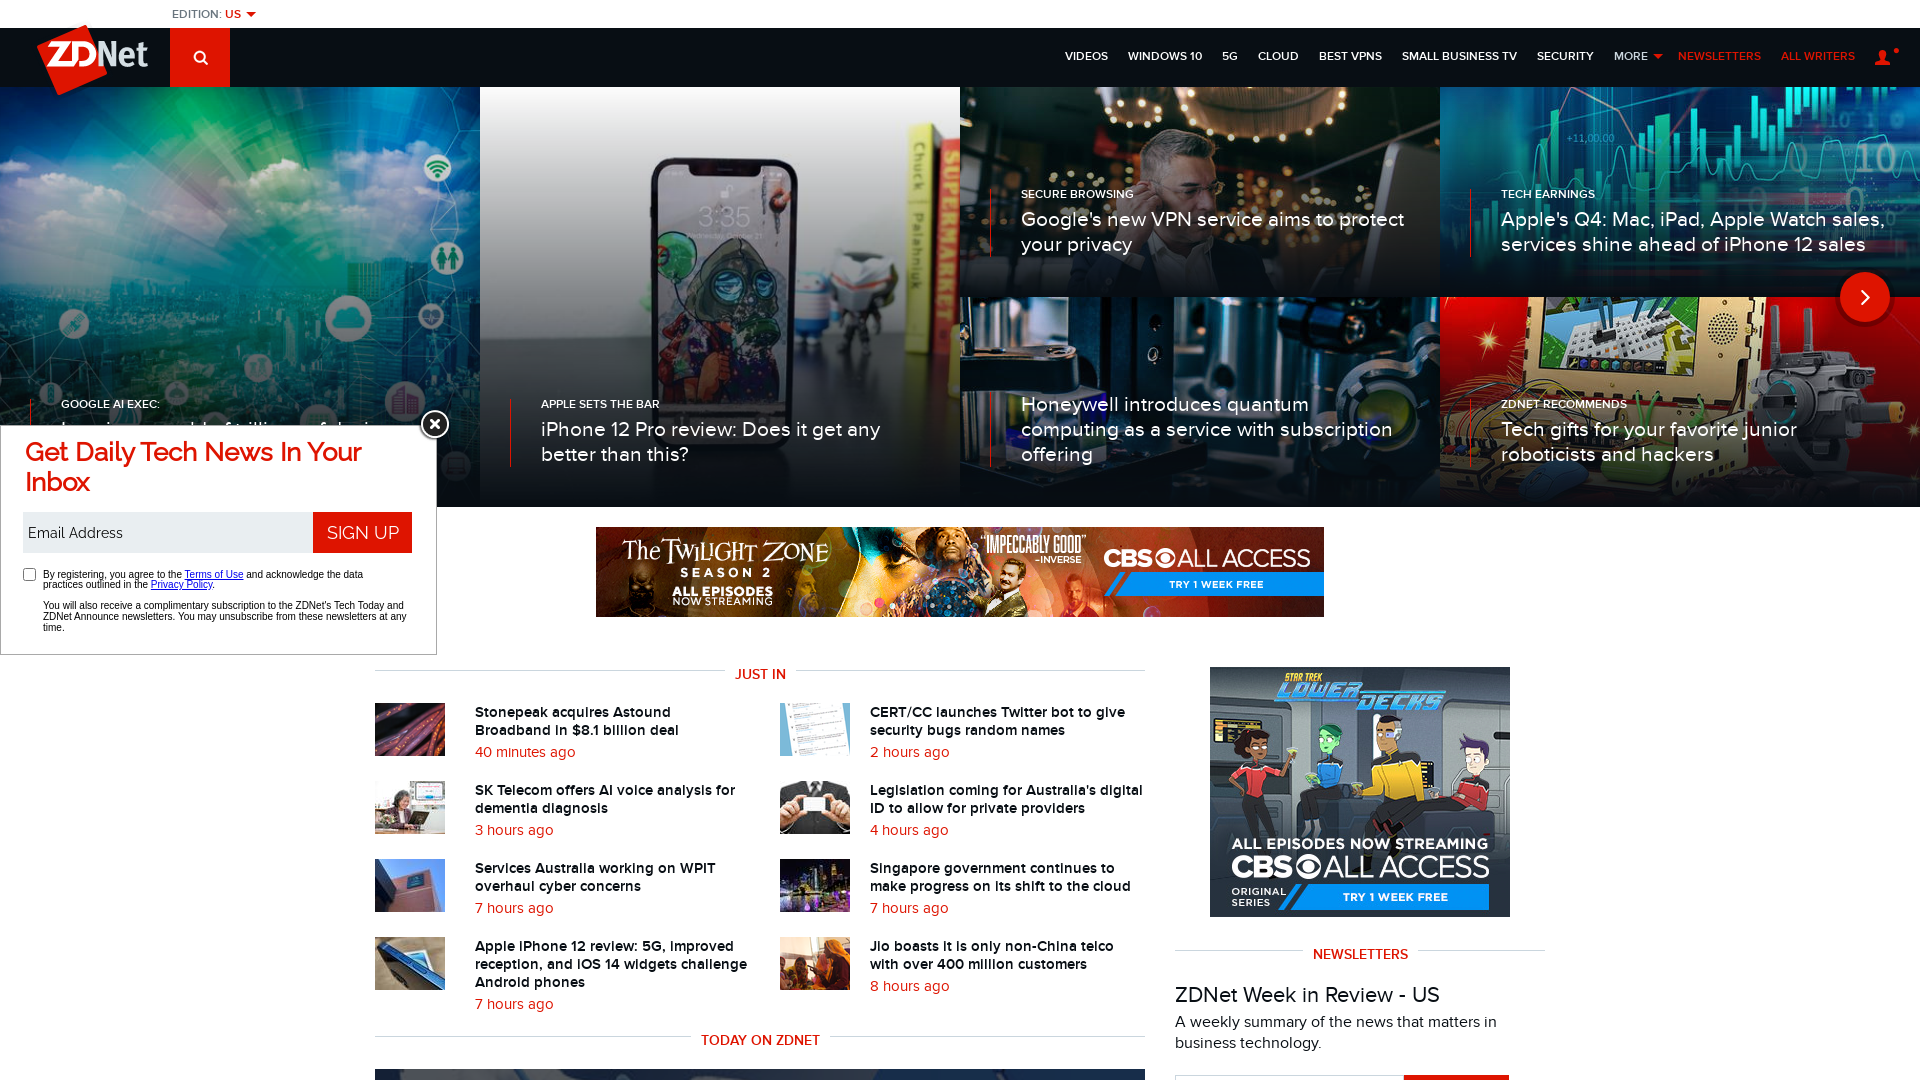 EDITION: US
ZDNet
VIDEOS WINDOWS 10 5G CLOUD BEST VPNS SMALL BUSINESS TV SECURITY MORE NEWSLETTERS ALL WRITERS
GOOGLE AI EXEC:
APPLE SETS THE BAR
iPhone 12 Pro review: Does it get any
better than this?
3:35
Chuck Palahniuk
SUPERMARKET
SECURE BROWSING
Google's new VPN service aims to protect
your privacy
TECH EARNINGS
Apple's Q4: Mac, iPad, Apple Watch sales,
services shine ahead of iPhone 12 sales
+11,00.00
Honeywell introduces quantum
computing as a service with subscription
offering
ZDNET RECOMMENDS
Tech gifts for your favorite junior
roboticists and hackers
Get Daily Tech News In Your
Inbox
Email Address
SIGN UP
By registering, you agree to the Terms of Use and acknowledge the data
practices outlined in the Privacy Policy.
You will also receive a complimentary subscription to the ZDNet's Tech Today and
ZDNet Announce newsletters. You may unsubscribe from these newsletters at any
time.
The TWILIGHT ZONE
SEASON 2
ALL EPISODES
NOW STREAMING
"IMPECCABLY GOOD"
–INVERSE
CBS ALL ACCESS
TRY 1 WEEK FREE
JUST IN
Stonepeak acquires Astound
Broadband in $8.1 billion deal
40 minutes ago
CERT/CC launches Twitter bot to give
security bugs random names
2 hours ago
SK Telecom offers AI voice analysis for
dementia diagnosis
3 hours ago
Legislation coming for Australia's digital
ID to allow for private providers
4 hours ago
Services Australia working on WPIT
overhaul cyber concerns
7 hours ago
Singapore government continues to
make progress on its shift to the cloud
7 hours ago
Apple iPhone 12 review: 5G, improved
reception, and iOS 14 widgets challenge
Android phones
7 hours ago
Jio boasts it is only non-China telco
with over 400 million customers
8 hours ago
TODAY ON ZDNET
STAR TREK
LOWER DECKS
ALL EPISODES NOW STREAMING
CBS ALL ACCESS
ORIGINAL
SERIES
TRY 1 WEEK FREE
NEWSLETTERS
ZDNet Week in Review - US
A weekly summary of the news that matters in
business technology.